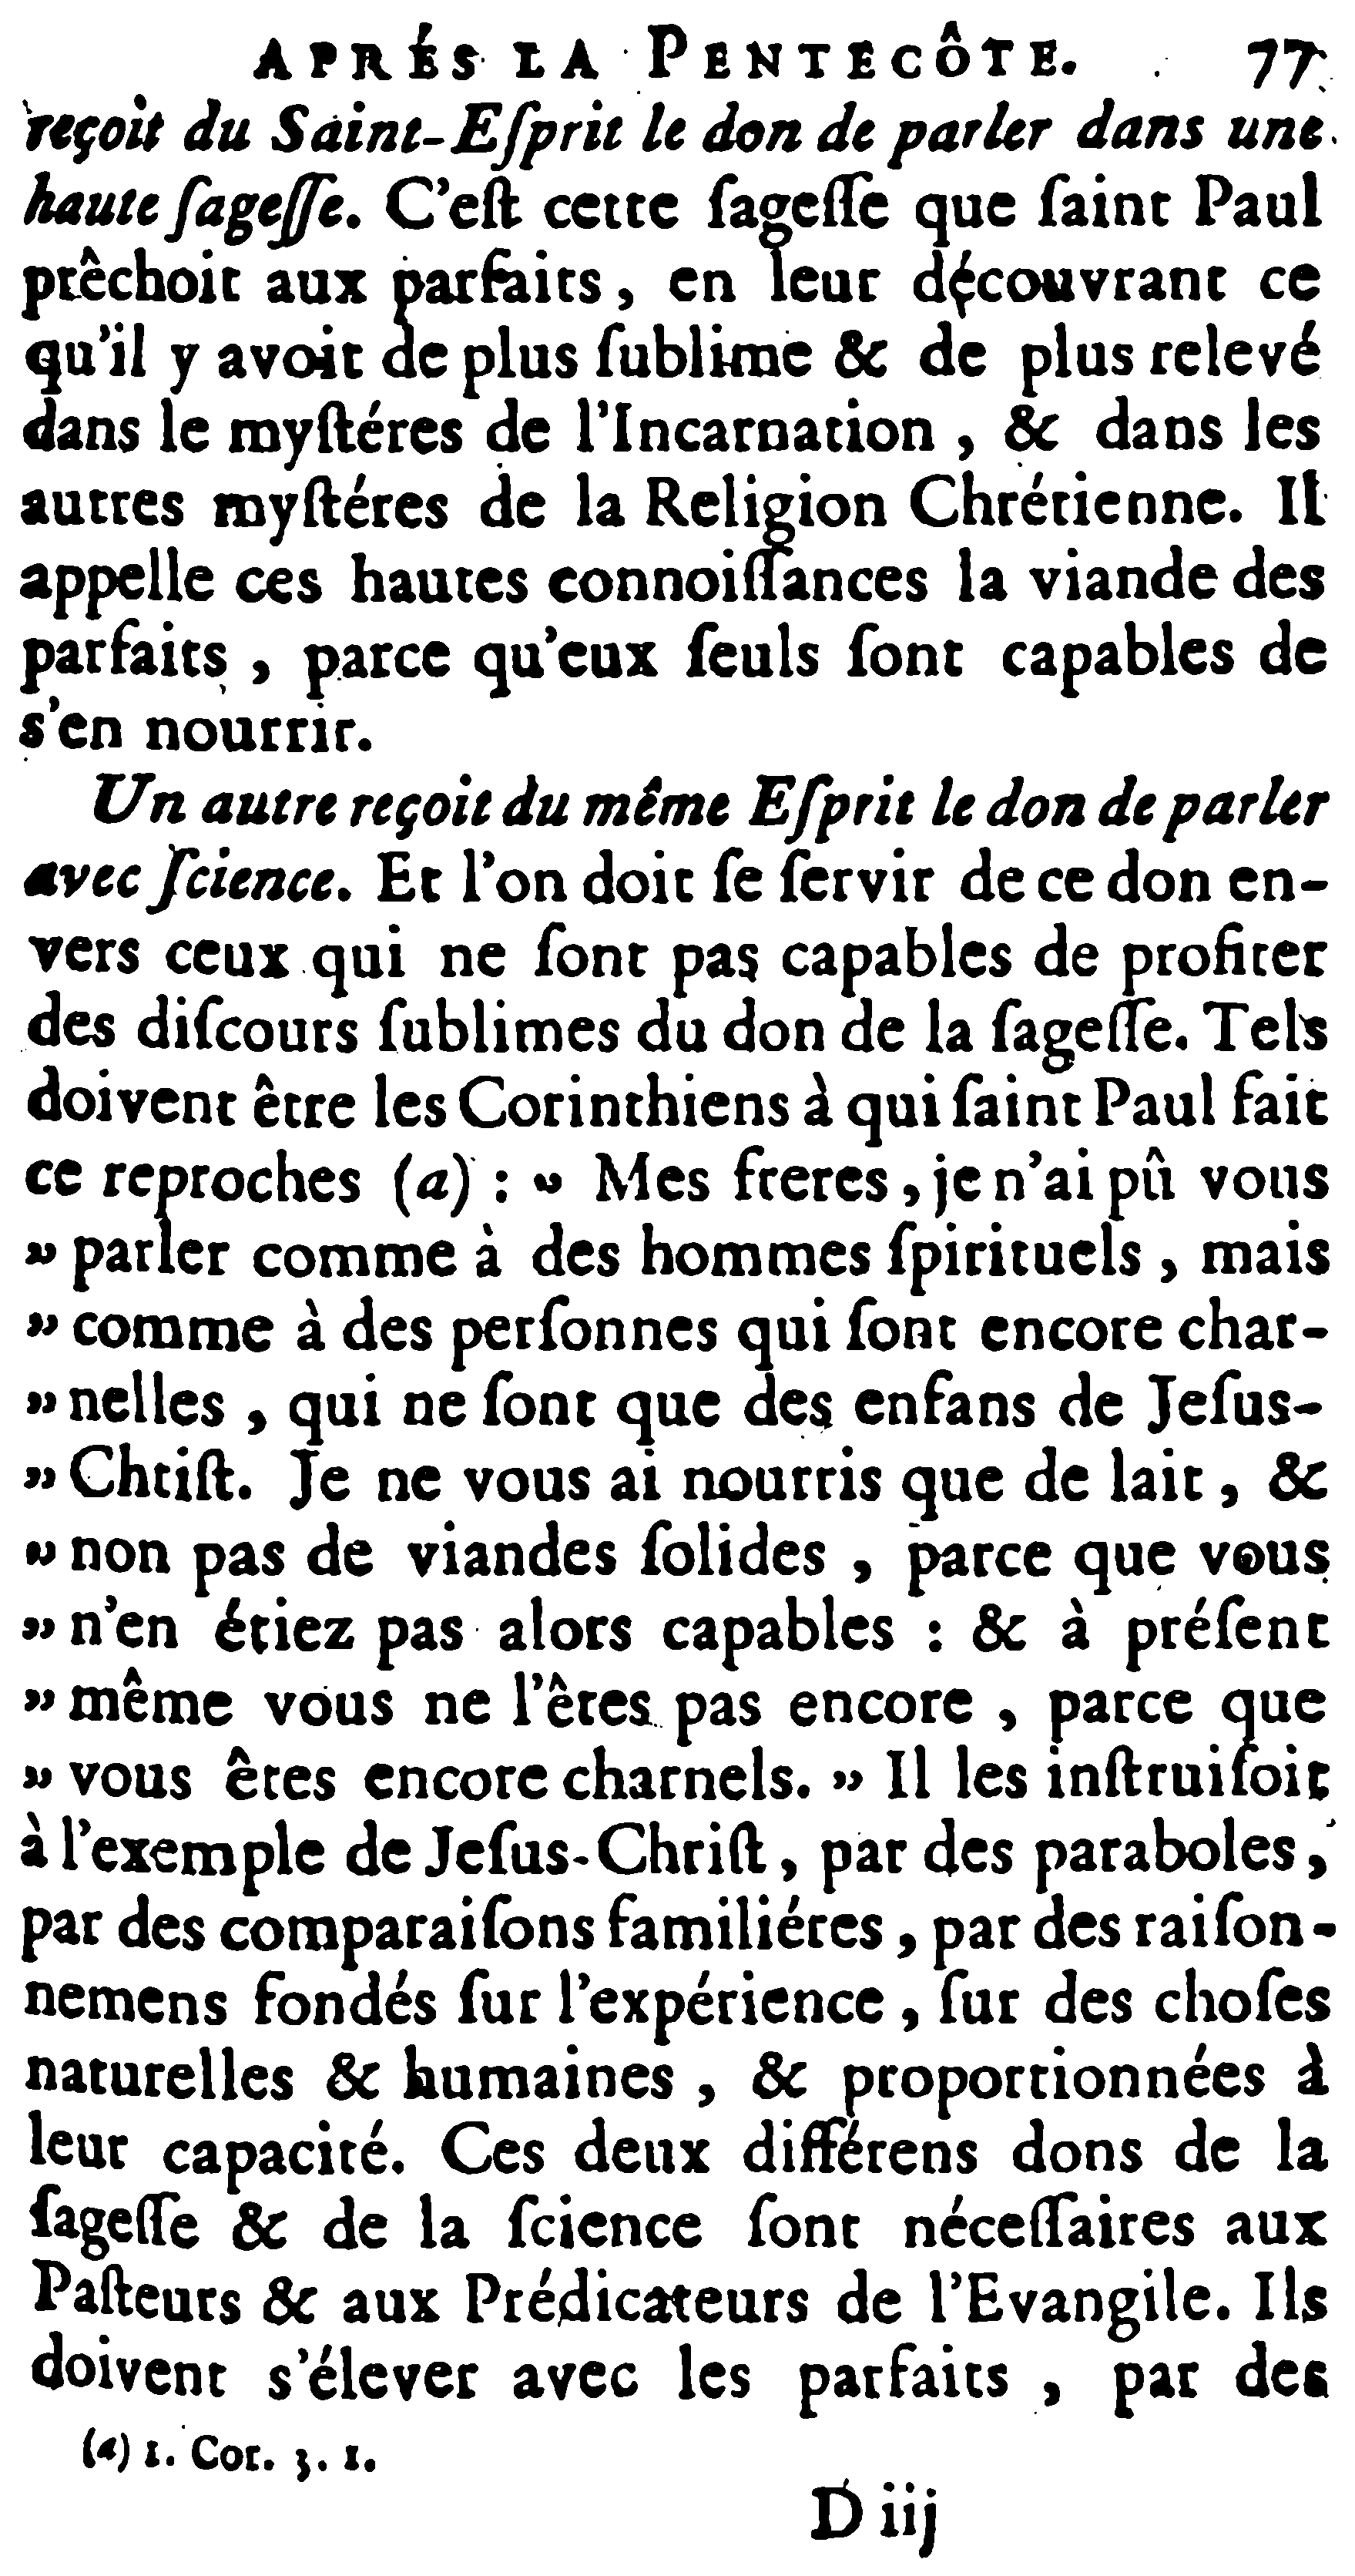 APRÉS LA PENTECÔTE. 77
reçoit du Saint-Eſprit le don de parler dans une
haute ſageſſe. C'eſt cette ſageſſe que ſaint Paul
prêchoit aux parfaits, en leur découvrant ce
qu'il y avoit de plus ſublime & de plus relevé
dans le myſtéres de l'Incarnation, & dans les
autres myſtéres de la Religion Chrétienne. Il
appelle ces hautes connoiſſances la viande des
parfaits, parce qu'eux ſeuls ſont capables de
s'en nourrir.
Un autre reçoit du même Eſprit le don de parler
avec ſcience. Et l'on doit ſe ſervir de ce don en-
vers ceux qui ne ſont pas capables de profiter
des diſcours ſublimes du don de la ſageſſe. Tels
doivent être les Corinthiens à qui ſaint Paul fait
ce reproches (a) : » Mes freres, je n'ai pû vous
» parler comme à des hommes ſpirituels, mais
» comme à des perſonnes qui ſont encore char-
» nelles, qui ne ſont que des enfans de Jeſus-
» Chriſt. Je ne vous ai nourris que de lait, &
» non pas de viandes ſolides, parce que vous
» n'en étiez pas alors capables : & à préſent
» même vous ne l'êtes pas encore, parce que
» vous êtes encore charnels. » Il les inſtruiſoit
à l'exemple de Jeſus-Chriſt, par des paraboles,
par des comparaiſons familiéres, par des raiſon-
nemens fondés ſur l'expérience, ſur des choſes
naturelles & humaines, & proportionnées à
leur capacité. Ces deux différens dons de la
ſageſſe & de la ſcience ſont néceſſaires aux
Paſteurs & aux Prédicateurs de l'Evangile. Ils
doivent s'élever avec les parfaits, par des
(a) 1. Cor. 3. 1.
D iij